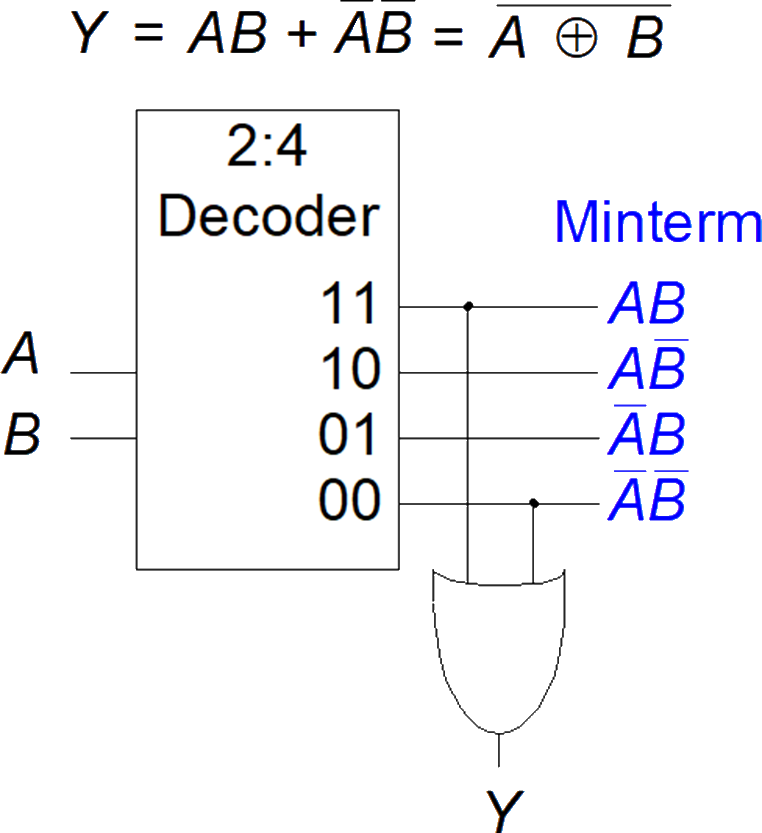 Y = AB + A̅B̅ = A̅ ̅⊕̅ ̅B̅
2:4
Decoder
Minterm
11 AB
A
10 AB̅
B
01 A̅B
00 A̅B̅
Y